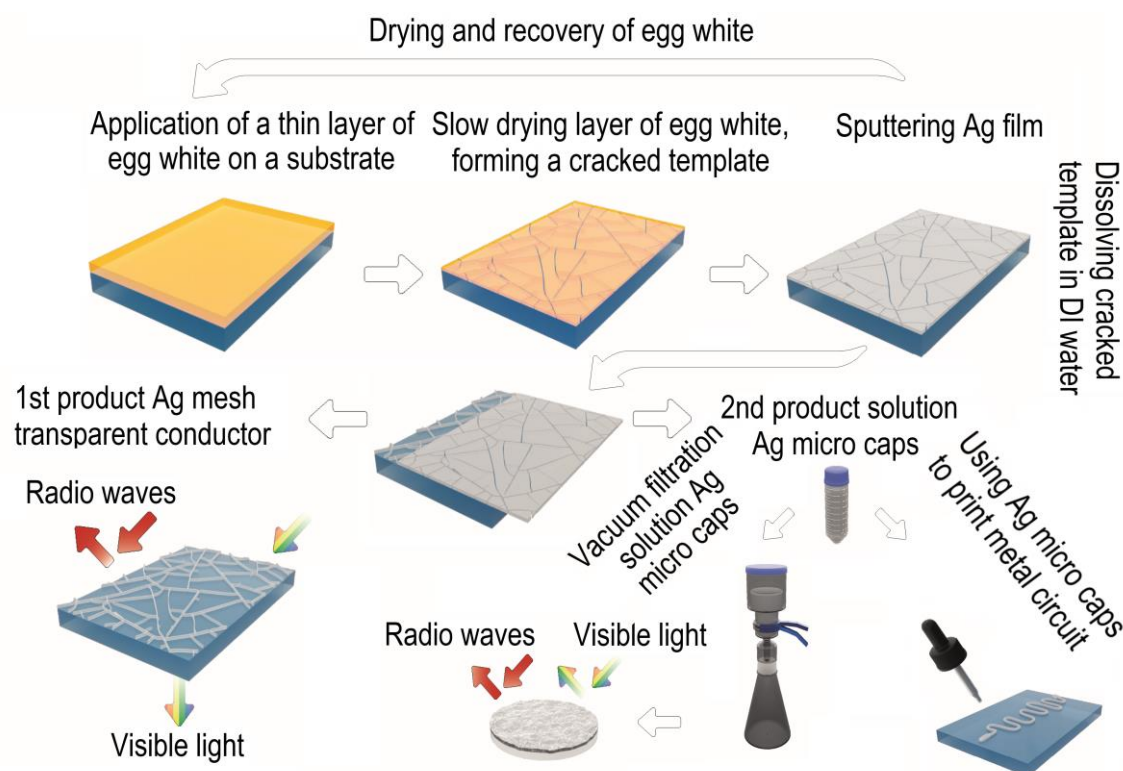 Drying and recovery of egg white
Application of a thin layer of
egg white on a substrate
Slow drying layer of egg white,
forming a cracked template
Sputtering Ag film
Dissolving cracked
template in DI water
1st product Ag mesh
transparent conductor
2nd product solution
Ag micro caps
Radio waves
Visible light
Vacuum filtration
solution Ag
micro caps
Using Ag micro caps
to print metal circuit
Radio waves
Visible light